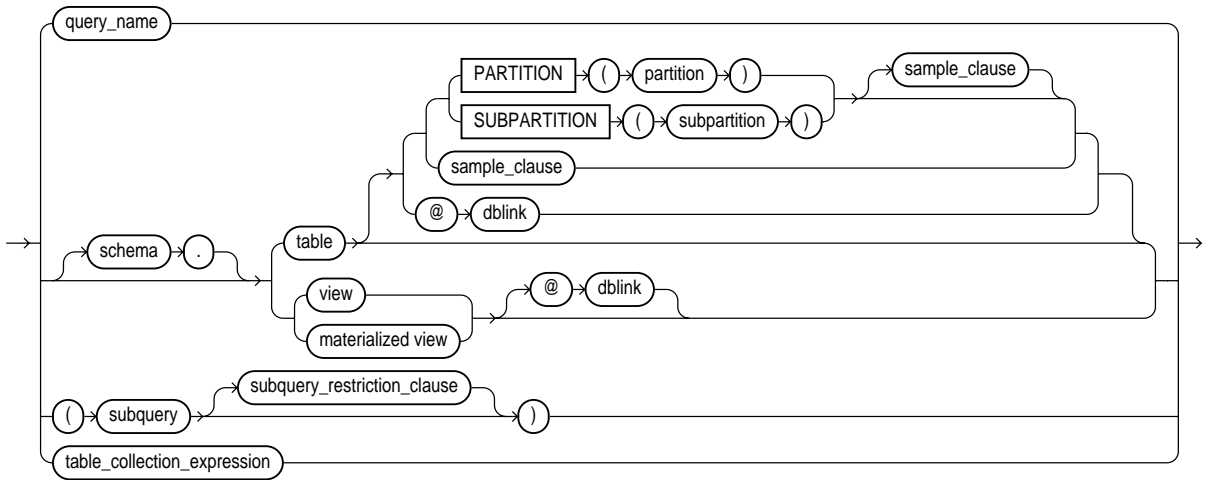 query_name
PARTITION ( partition ) sample_clause
SUBPARTITION ( subpartition )
sample_clause
@ dblink
schema . table
view @ dblink
materialized view
( subquery subquery_restriction_clause )
table_collection_expression